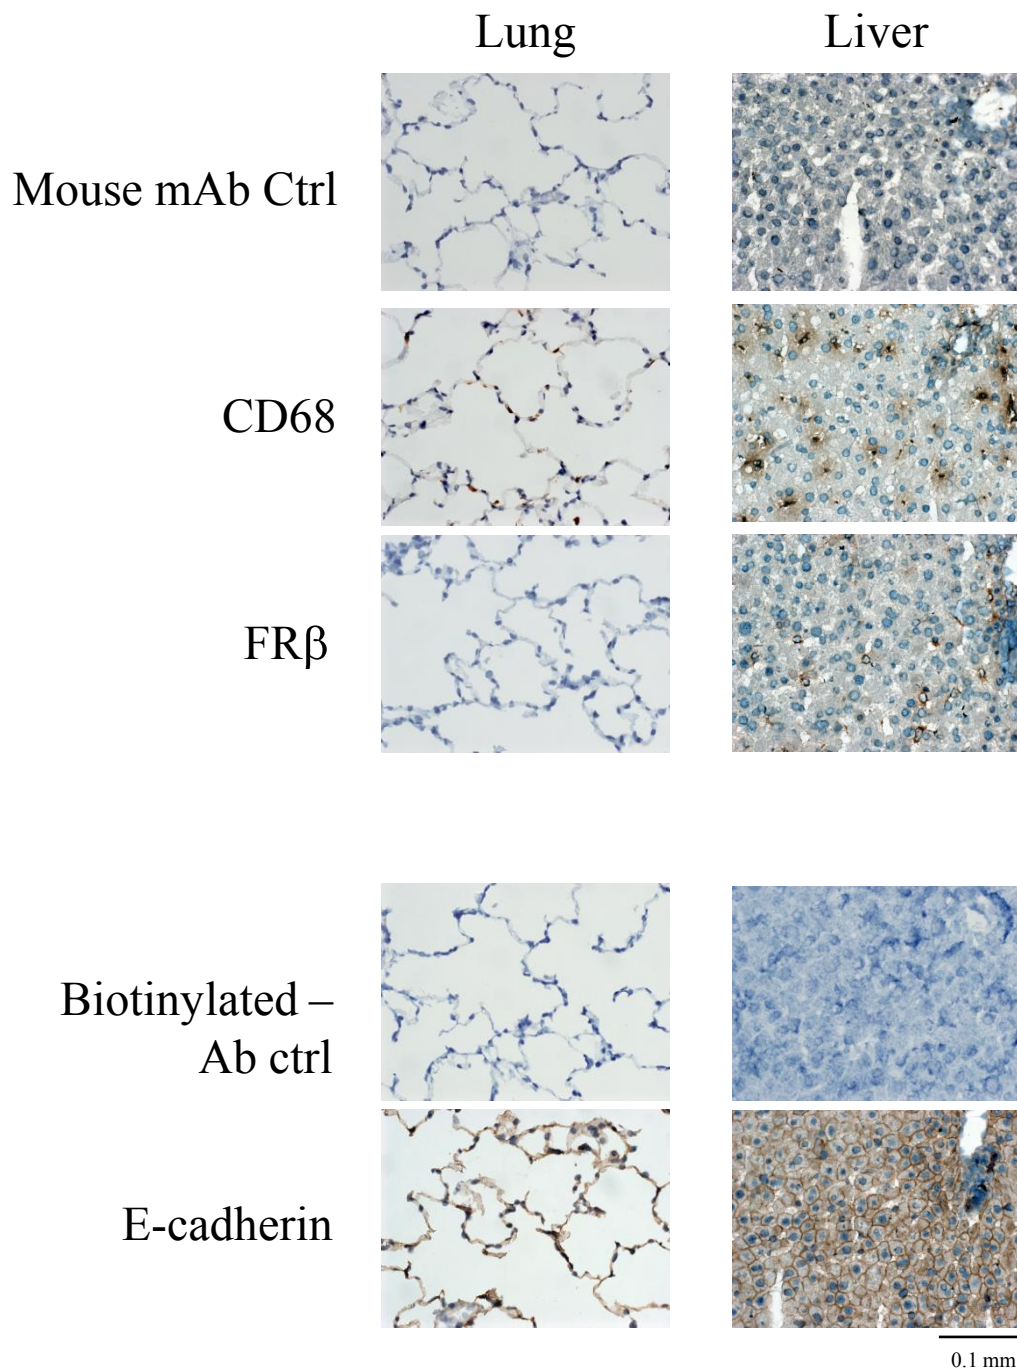 Lung
Liver
Mouse mAb Ctrl
CD68
FRβ
Biotinylated –
Ab ctrl
E-cadherin
0.1 mm